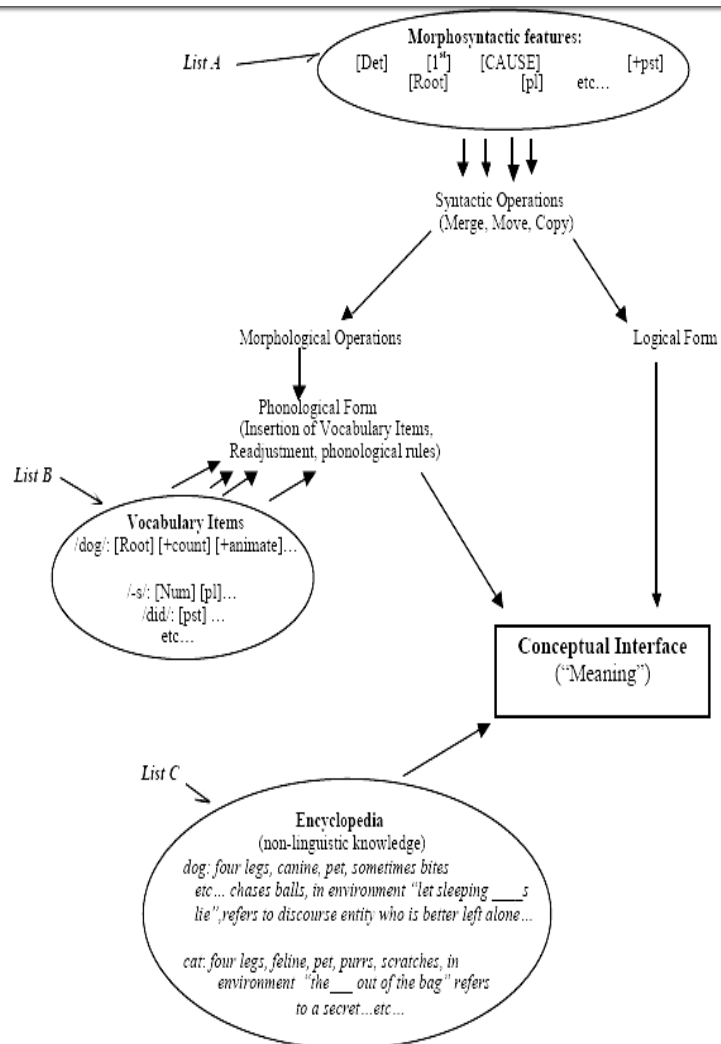 Morphosyntactic features:
List A
[Det] [1st] [CAUSE] [+pst]
[Root] [pl] etc…
Syntactic Operations
(Merge, Move, Copy)
Morphological Operations
Logical Form
Phonological Form
(Insertion of Vocabulary Items,
Readjustment, phonological rules)
List B
Vocabulary Items
/dog/: [Root] [+count] [+animate]…
/-s/: [Num] [pl]…
/did/: [pst] …
etc…
Conceptual Interface
(“Meaning”)
List C
Encyclopedia
(non-linguistic knowledge)
dog: four legs, canine, pet, sometimes bites
etc… chases balls, in environment “let sleeping ____s
lie”,refers to discourse entity who is better left alone…
cat: four legs, feline, pet, purrs, scratches, in
environment “the___ out of the bag” refers
to a secret…etc…